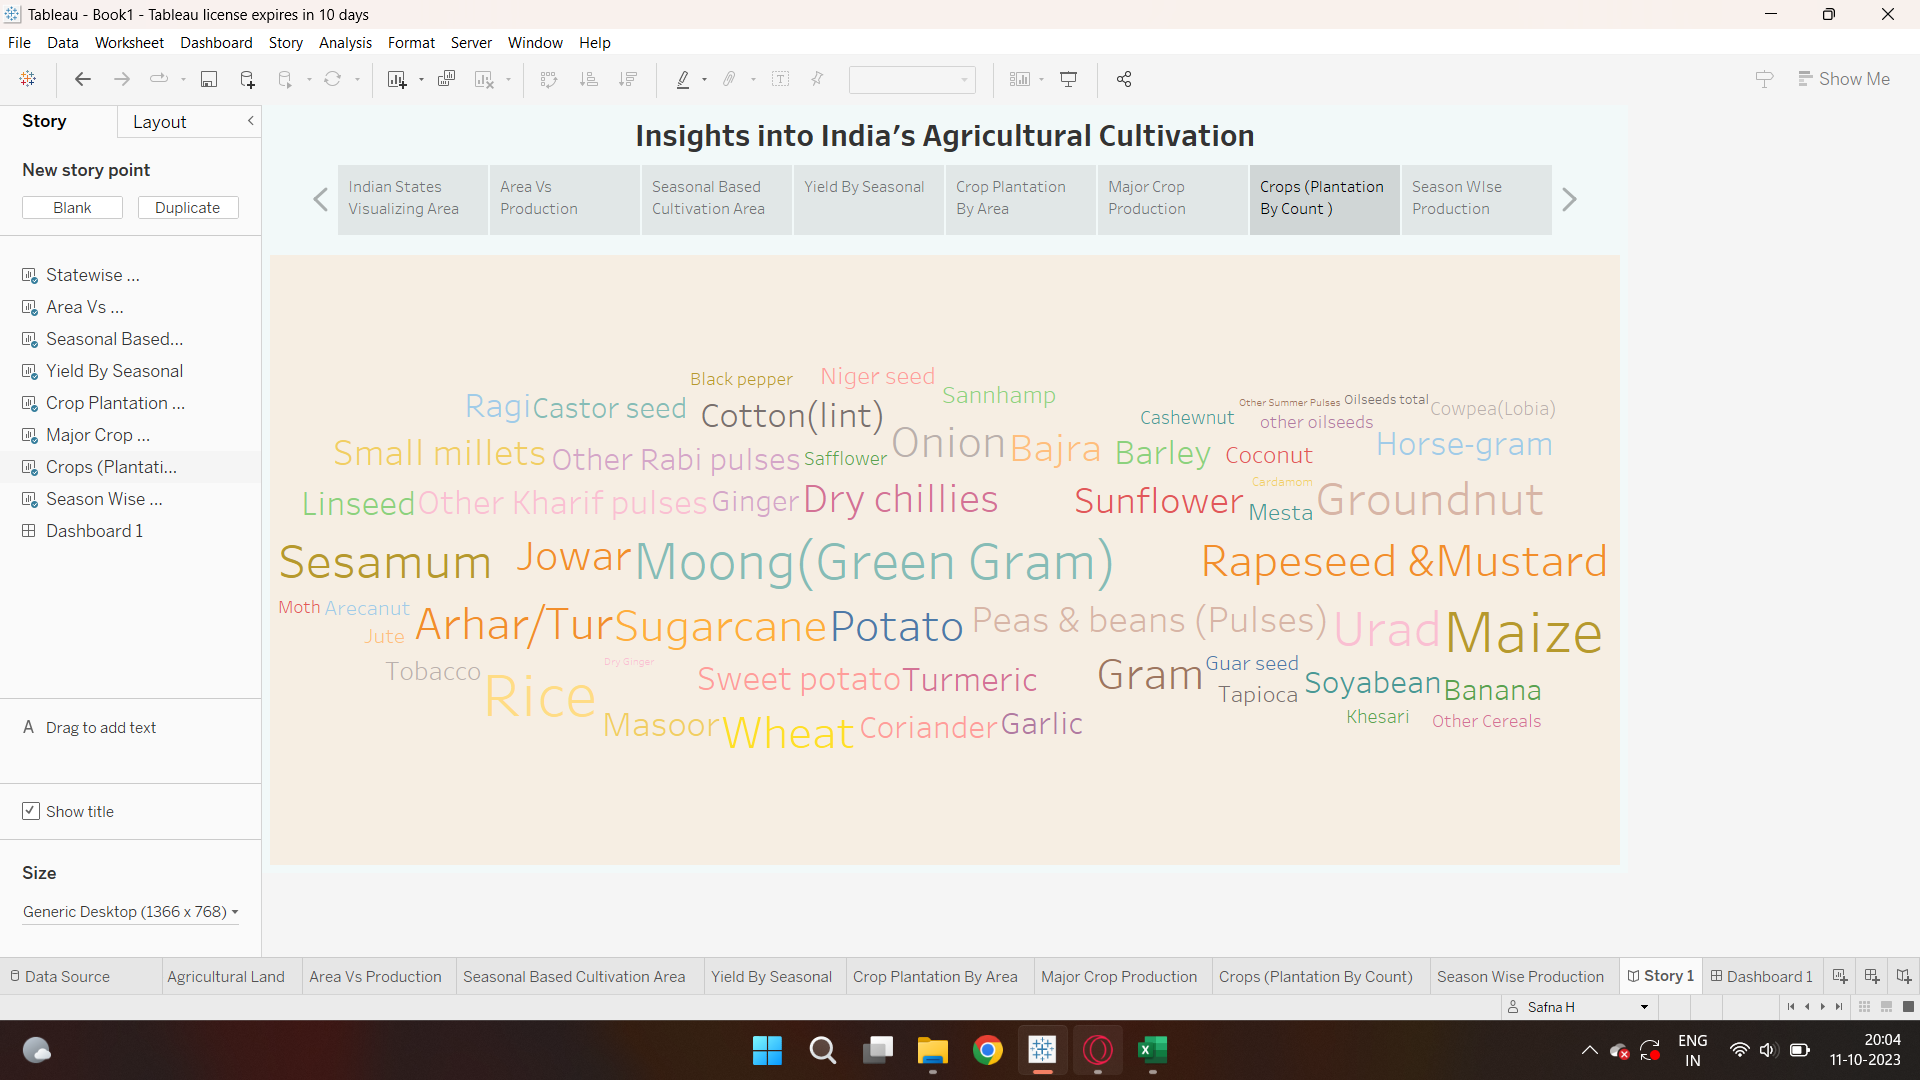 Tableau - Book1 - Tableau license expires in 10 days
File Data Worksheet Dashboard Story Analysis Format Server Window Help
Show Me
Story Layout
New story point
Blank Duplicate
Statewise ...
Area Vs ...
Seasonal Based...
Yield By Seasonal
Crop Plantation ...
Major Crop ...
Crops (Plantati...
Season Wise ...
Dashboard 1
A Drag to add text
Show title
Size
Generic Desktop (1366 x 768)
Insights into India's Agricultural Cultivation
Indian States
Visualizing Area
Area Vs
Production
Seasonal Based
Cultivation Area
Yield By Seasonal
Crop Plantation
By Area
Major Crop
Production
Crops (Plantation
By Count )
Season WIse
Production
Black pepper
Niger seed
Sannhamp
Ragi
Castor seed
Cotton(lint)
Cashewnut
Other Summer Pulses
Oilseeds total
Cowpea(Lobia)
other oilseeds
Small millets
Other Rabi pulses
Safflower
Onion
Bajra
Barley
Coconut
Horse-gram
Linseed
Other Kharif pulses
Ginger
Dry chillies
Sunflower
Cardamom
Mesta
Groundnut
Sesamum
Jowar
Moong(Green Gram)
Rapeseed &Mustard
Moth
Arecanut
Jute
Arhar/Tur
Sugarcane
Potato
Peas & beans (Pulses)
Urad
Maize
Tobacco
Rice
Dry Ginger
Sweet potato
Turmeric
Gram
Guar seed
Tapioca
Soyabean
Banana
Masoor
Wheat
Coriander
Garlic
Khesari
Other Cereals
Data Source Agricultural Land Area Vs Production Seasonal Based Cultivation Area Yield By Seasonal Crop Plantation By Area Major Crop Production Crops (Plantation By Count) Season Wise Production Story 1 Dashboard 1
Safna H
ENG
IN
20:04
11-10-2023